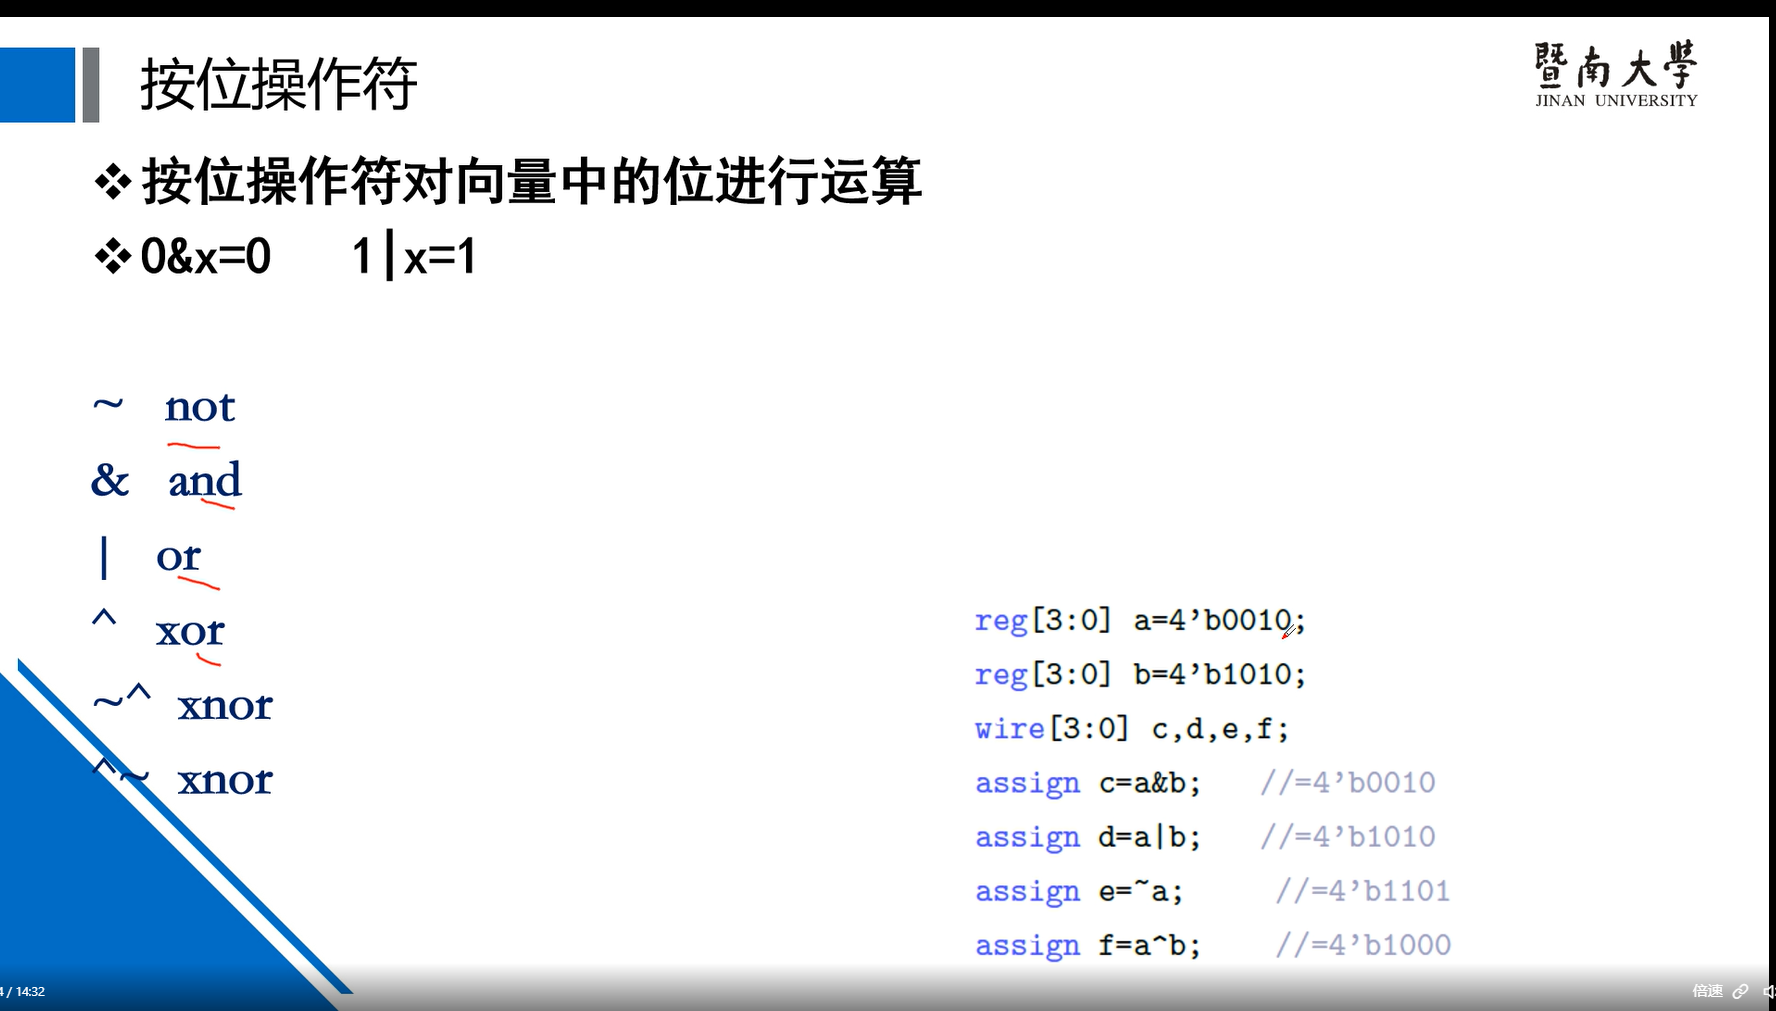 按位操作符
暨南大學
JINAN UNIVERSITY
❖按位操作符对向量中的位进行运算
❖0&x=0 1|x=1
~ not
& and
| or
^ xor
~^ xnor
^~ xnor
reg[3:0] a=4’b0010;
reg[3:0] b=4’b1010;
wire[3:0] c,d,e,f;
assign c=a&b; //=4’b0010
assign d=a|b; //=4’b1010
assign e=~a; //=4’b1101
assign f=a^b; //=4’b1000
/ 14:32
倍速